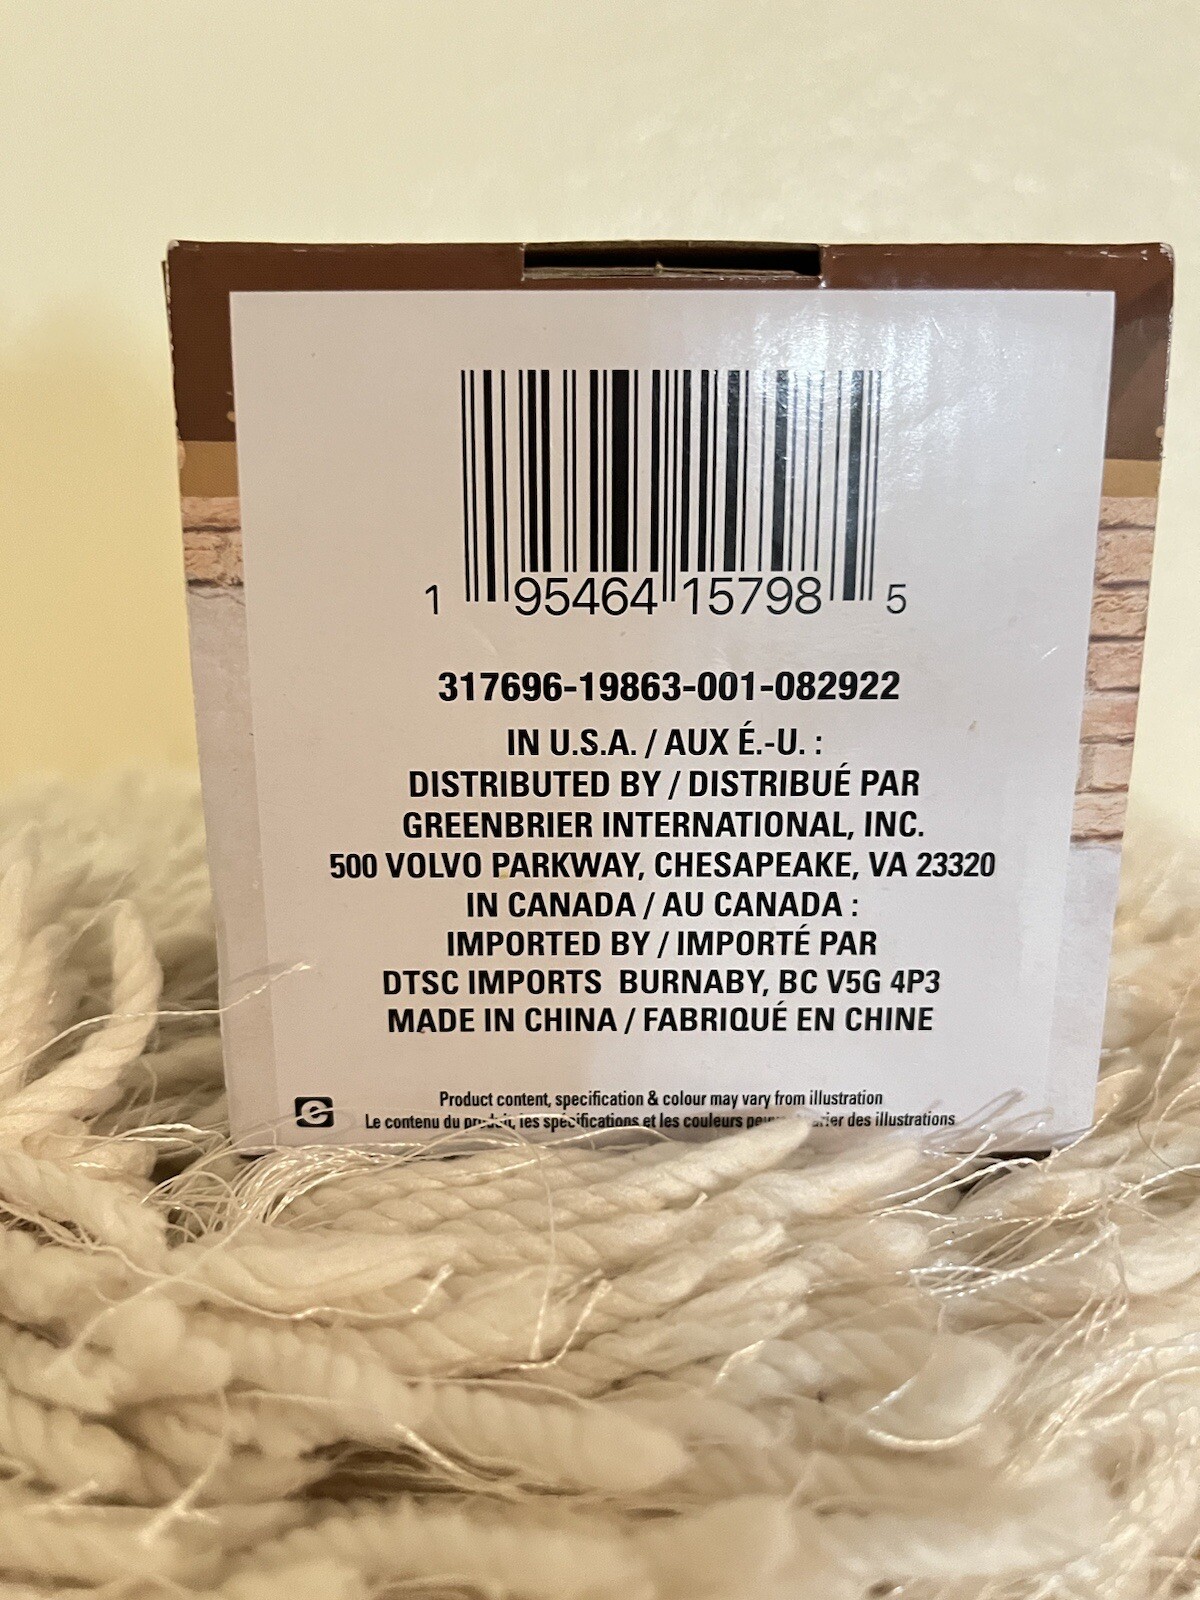 1 95464 15798 5
317696-19863-001-082922
IN U.S.A. / AUX É.-U. :
DISTRIBUTED BY / DISTRIBUÉ PAR
GREENBRIER INTERNATIONAL, INC.
500 VOLVO PARKWAY, CHESAPEAKE, VA 23320
IN CANADA / AU CANADA :
IMPORTED BY / IMPORTÉ PAR
DTSC IMPORTS BURNABY, BC V5G 4P3
MADE IN CHINA / FABRIQUÉ EN CHINE
Product content, specification & colour may vary from illustration
Le contenu du produit, les spécifications et les couleurs varier des illustrations